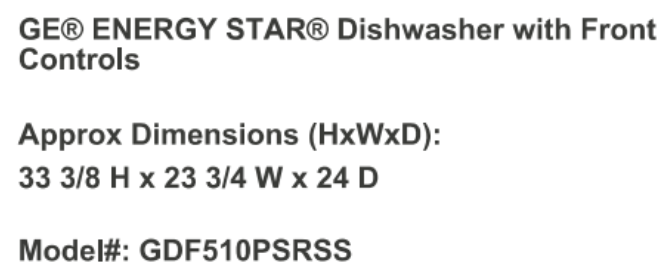 GE® ENERGY STAR® Dishwasher with Front
Controls
Approx Dimensions (HxWxD):
33 3/8 H x 23 3/4 W x 24 D
Model#: GDF510PSRSS